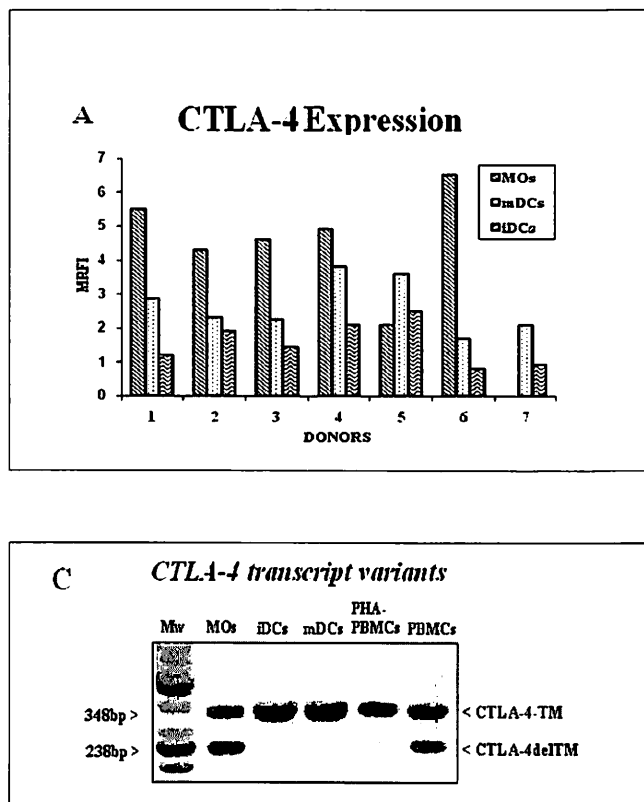 A
CTLA-4 Expression
MRFI
7
6
5
4
3
2
1
0
MOs
mDCs
iDCs
1 2 3 4 5 6 7
DONORS
C
CTLA-4 transcript variants
Mw MOs iDCs mDCs PHA-PBMCs PBMCs
348bp > < CTLA-4-TM
238bp > < CTLA-4delTM